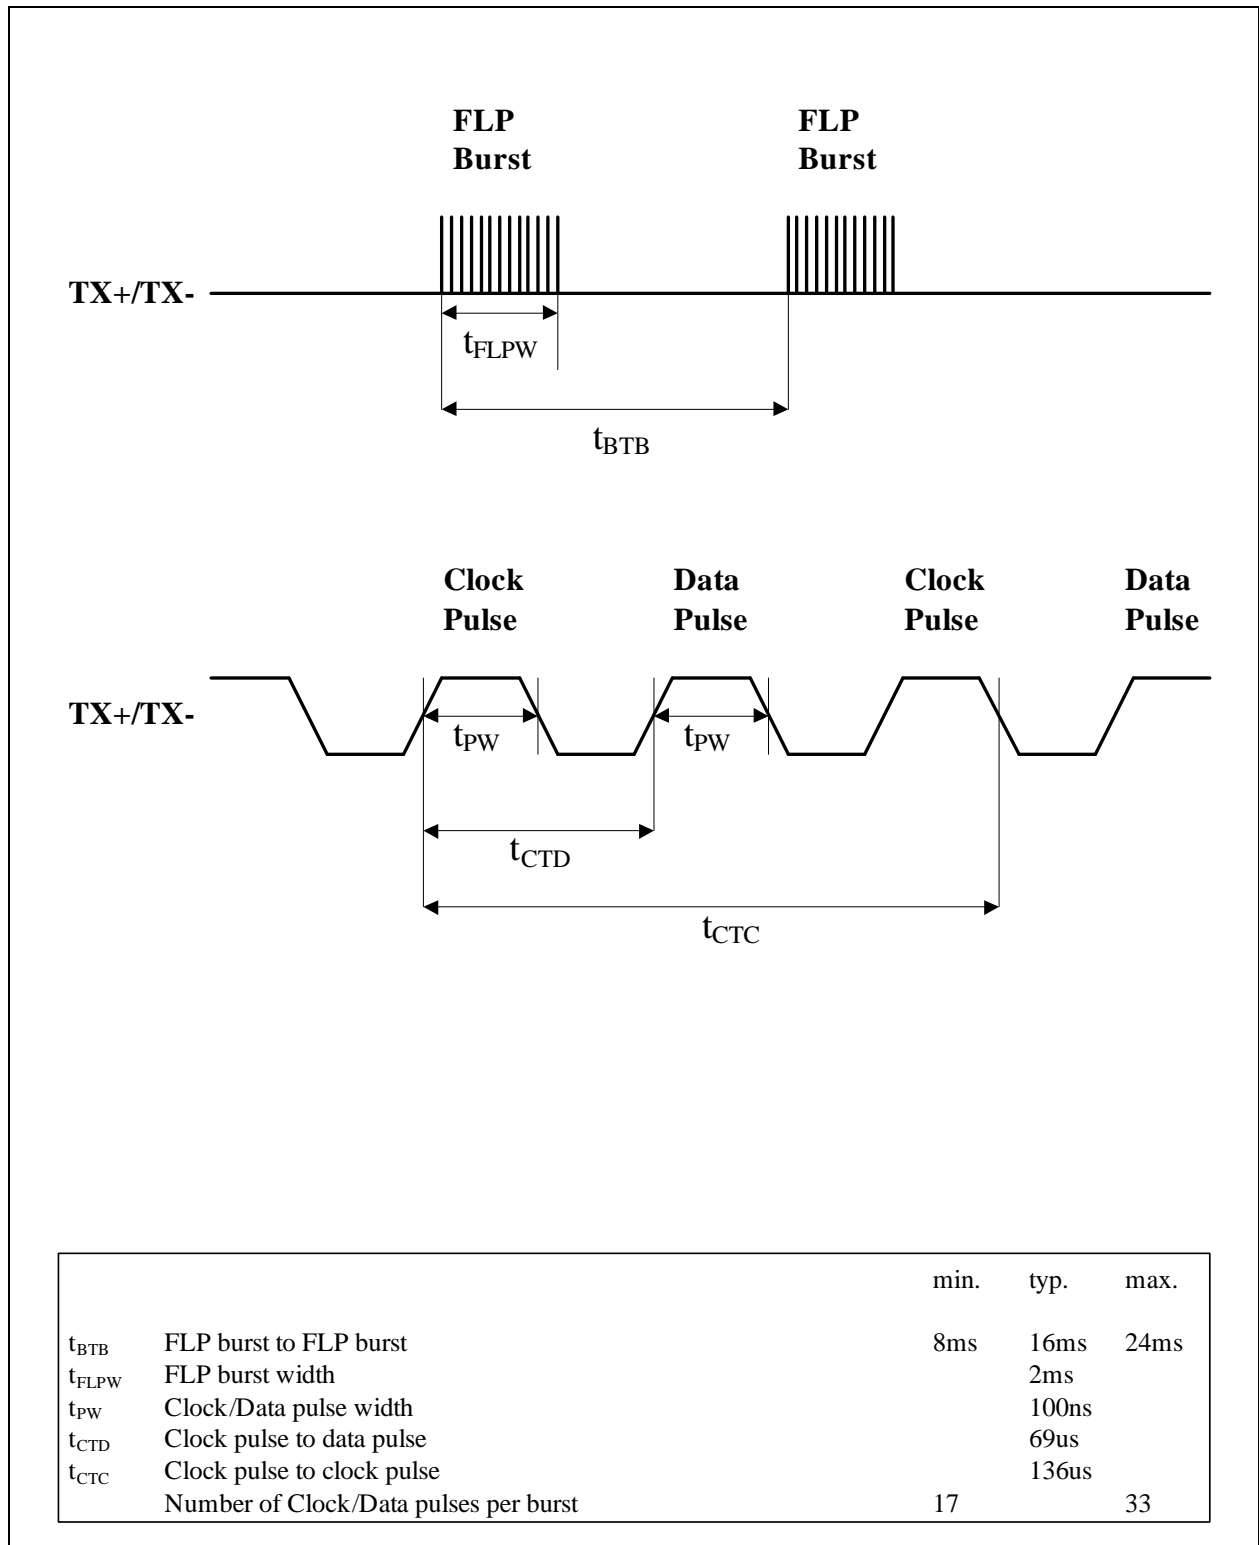 FLP FLP
Burst Burst
TX+/TX-
tFLPW
tBTB
Clock Data Clock Data
Pulse Pulse Pulse Pulse
TX+/TX-
tPW tPW
tCTD
tCTC
min. typ. max.
tBTB FLP burst to FLP burst 8ms 16ms 24ms
tFLPW FLP burst width 2ms
tPW Clock/Data pulse width 100ns
tCTD Clock pulse to data pulse 69us
tCTC Clock pulse to clock pulse 136us
Number of Clock/Data pulses per burst 17 33